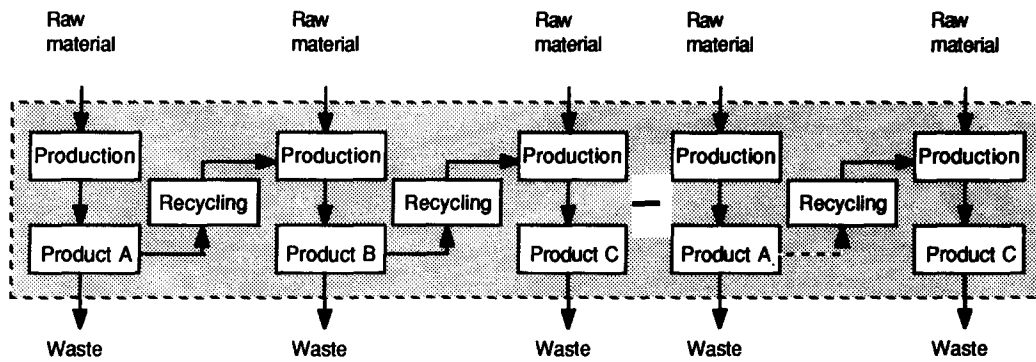 Raw material
Raw material
Raw material
Raw material
Raw material
Production
Production
Production
Production
Production
Recycling
Recycling
Recycling
Product A
Product B
Product C
Product A
Product C
Waste
Waste
Waste
Waste
Waste